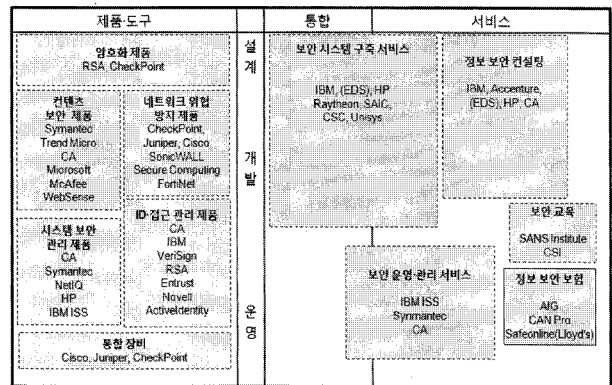 제품·도구
통합
서비스
암호화 제품
RSA, CheckPoint
컨텐츠
보안 제품
Symantec
Trend Micro
CA
Microsoft
McAfee
WebSense
네트워크 위협
방지 제품
CheckPoint,
Juniper, Cisco
SonicWALL
Secure Computing
FortiNet
시스템 보안
관리 제품
CA
Symantec
NetIQ
HP
IBM ISS
ID·접근 관리 제품
CA
IBM
VeriSign
RSA
Entrust
Novell
ActiveIdentity
통합 장비
Cisco, Juniper, CheckPoint
설
계
개
발
운
영
보안 시스템 구축 서비스
IBM, (EDS), HP
Raytheon, SAIC,
CSC, Unisys
정보 보안 컨설팅
IBM, Accenture,
(EDS), HP, CA
보안 교육
SANS Institute
CSI
보안 운영·관리 서비스
IBM ISS
Synmantec
CA
정보 보안 보험
AIG
CAN Pro
Safeonline(Lloyd's)